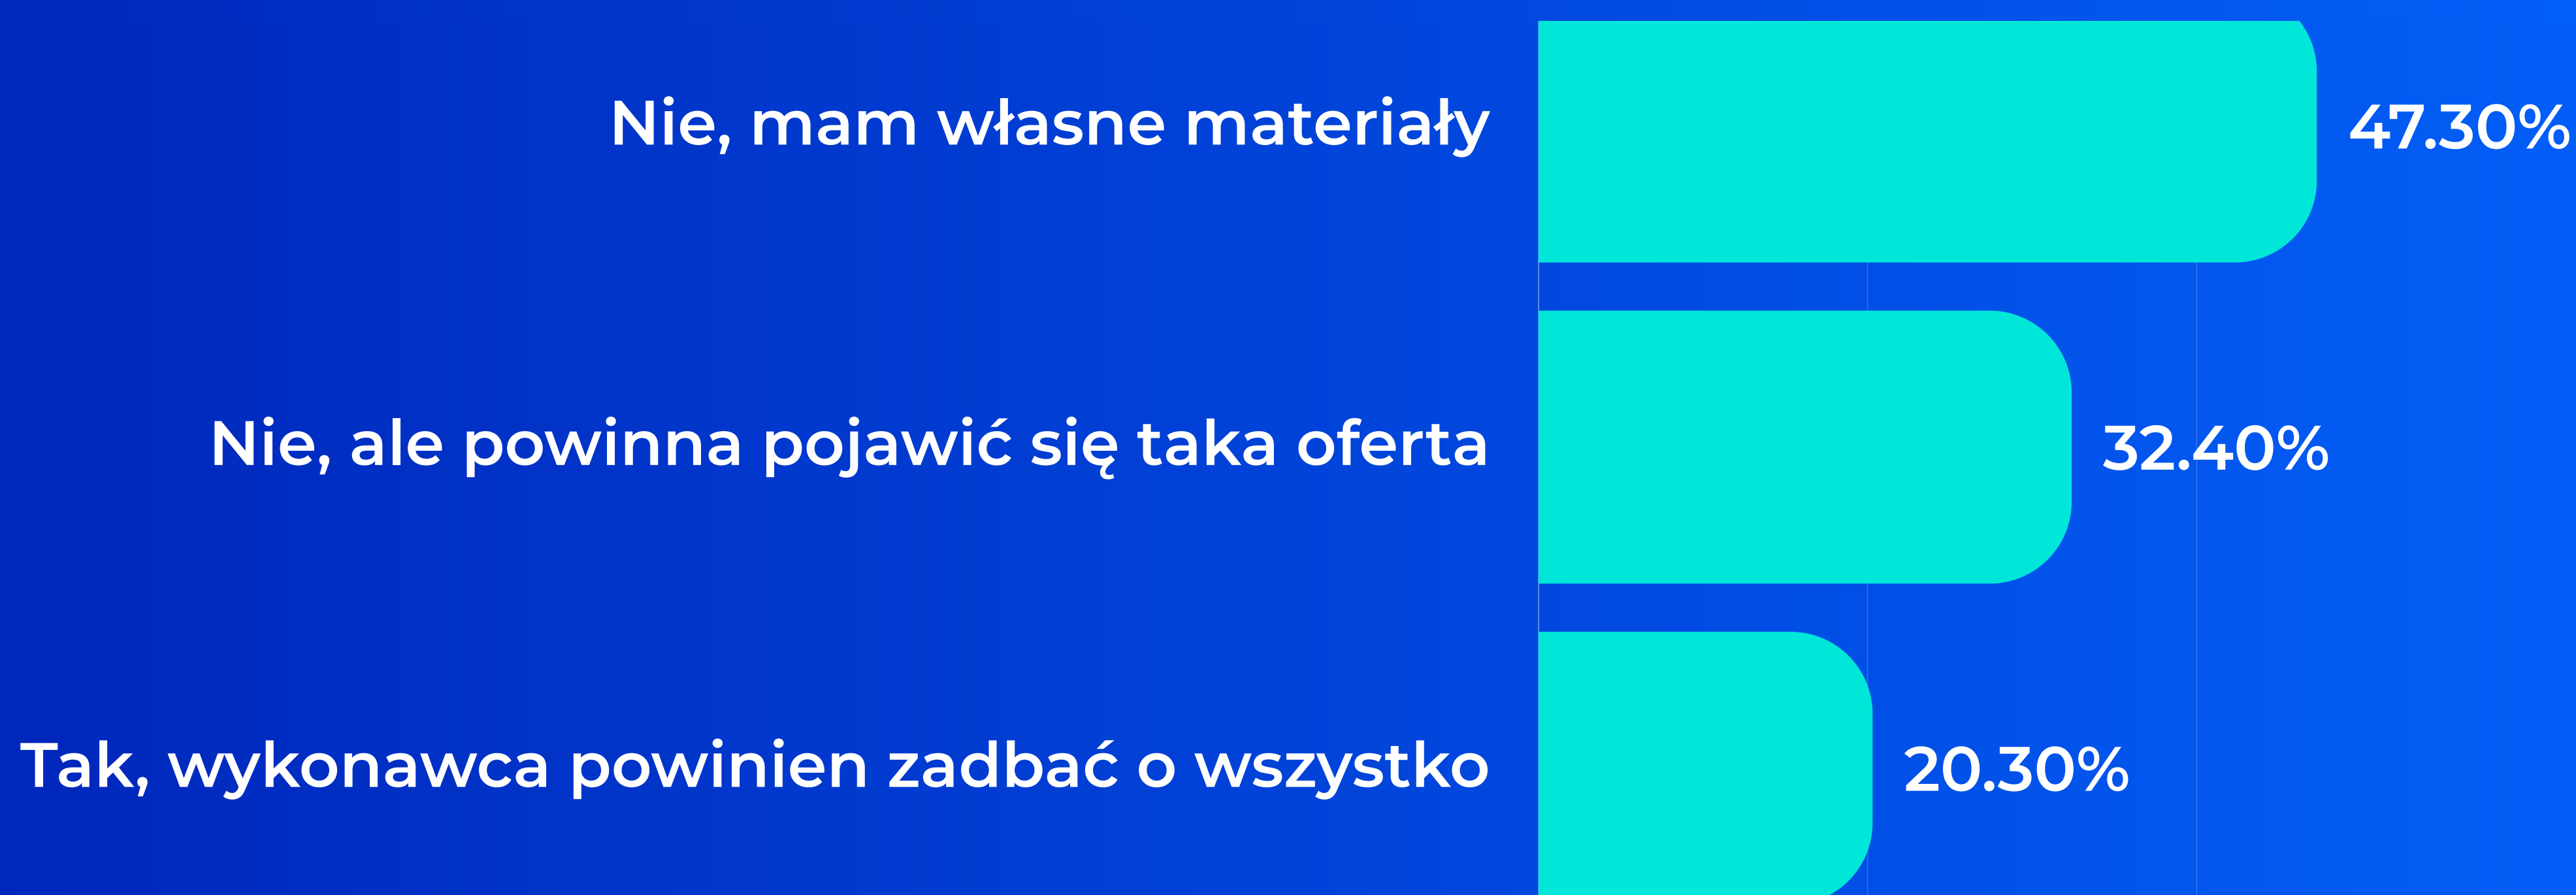 Nie, mam własne materiały 47.30%
Nie, ale powinna pojawić się taka oferta 32.40%
Tak, wykonawca powinien zadbać o wszystko 20.30%